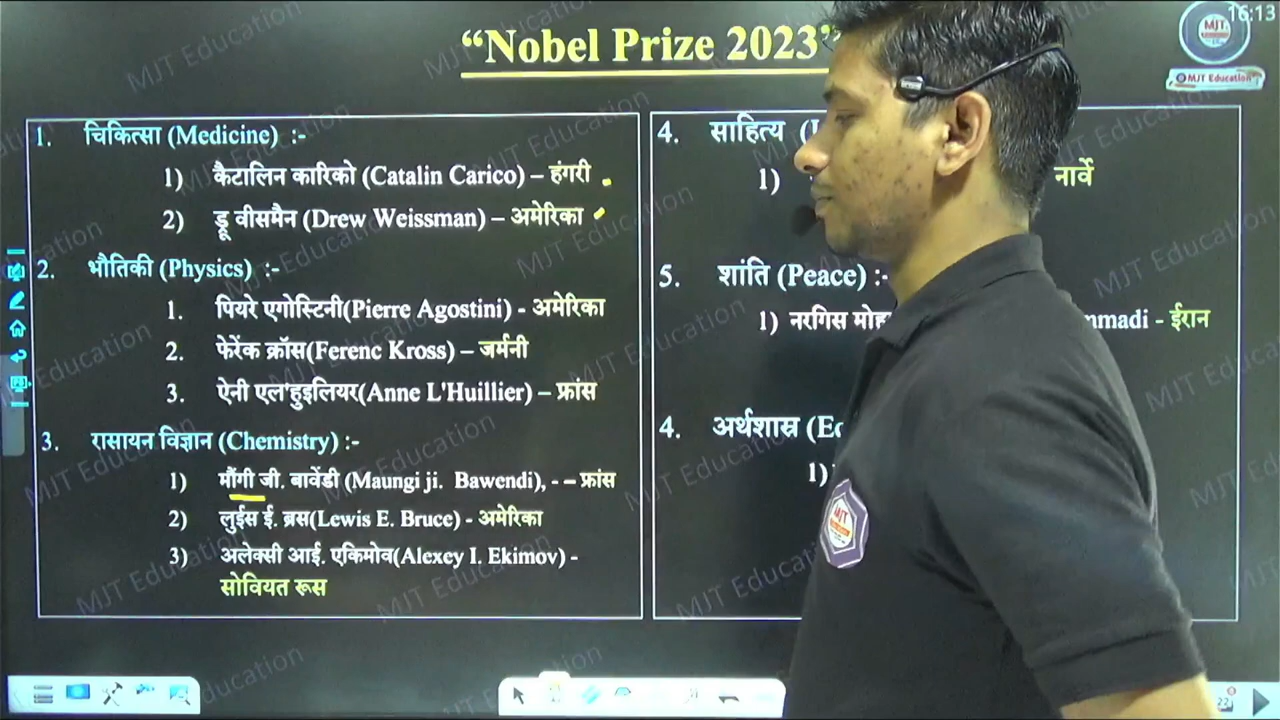 “Nobel Prize 2023”
16:13
MJT
MJT Education
1. चिकित्सा (Medicine) :-
1) कैटालिन कारिको (Catalin Carico) – हंगरी
2) ड्रू वीसमैन (Drew Weissman) – अमेरिका
2. भौतिकी (Physics) :-
1. पियरे एगोस्टिनी(Pierre Agostini) - अमेरिका
2. फेरेंक क्रॉस(Ferenc Kross) – जर्मनी
3. ऐनी एल'हुइलियर(Anne L'Huillier) – फ्रांस
3. रासायन विज्ञान (Chemistry) :-
1) मौंगी जी. बावेंडी (Maungi ji. Bawendi), - – फ्रांस
2) लुईस ई. ब्रस(Lewis E. Bruce) - अमेरिका
3) अलेक्सी आई. एकिमोव(Alexey I. Ekimov) -
सोवियत रूस
4. साहित्य
1) नार्वे
5. शांति (Peace) :-
1) नरगिस - ईरान
4. अर्थशास्त्र
1)
MJT